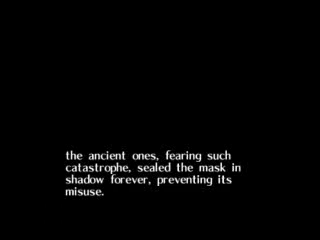 the ancient ones, fearing such
catastrophe, sealed the mask in
shadow forever, preventing its
misuse.